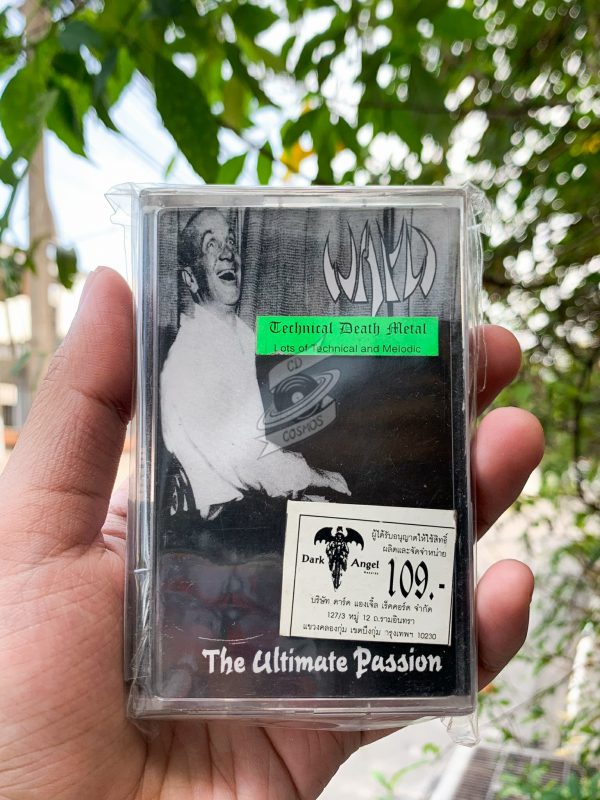 WAYD
Technical Death Metal
Lots of Technical and Melodic
CD
COSMOS
ผู้ได้รับอนุญาตให้ใช้สิทธิ์
ผลิตและจัดจำหน่าย
Dark Angel
Records
109.-
บริษัท ดาร์ค แองเจิ้ล เร็คคอร์ด จำกัด
127/3 หมู่ 12 ถ.รามอินทรา
แขวงคลองกุ่ม เขตบึงกุ่ม กรุงเทพฯ 10230
The Ultimate Passion